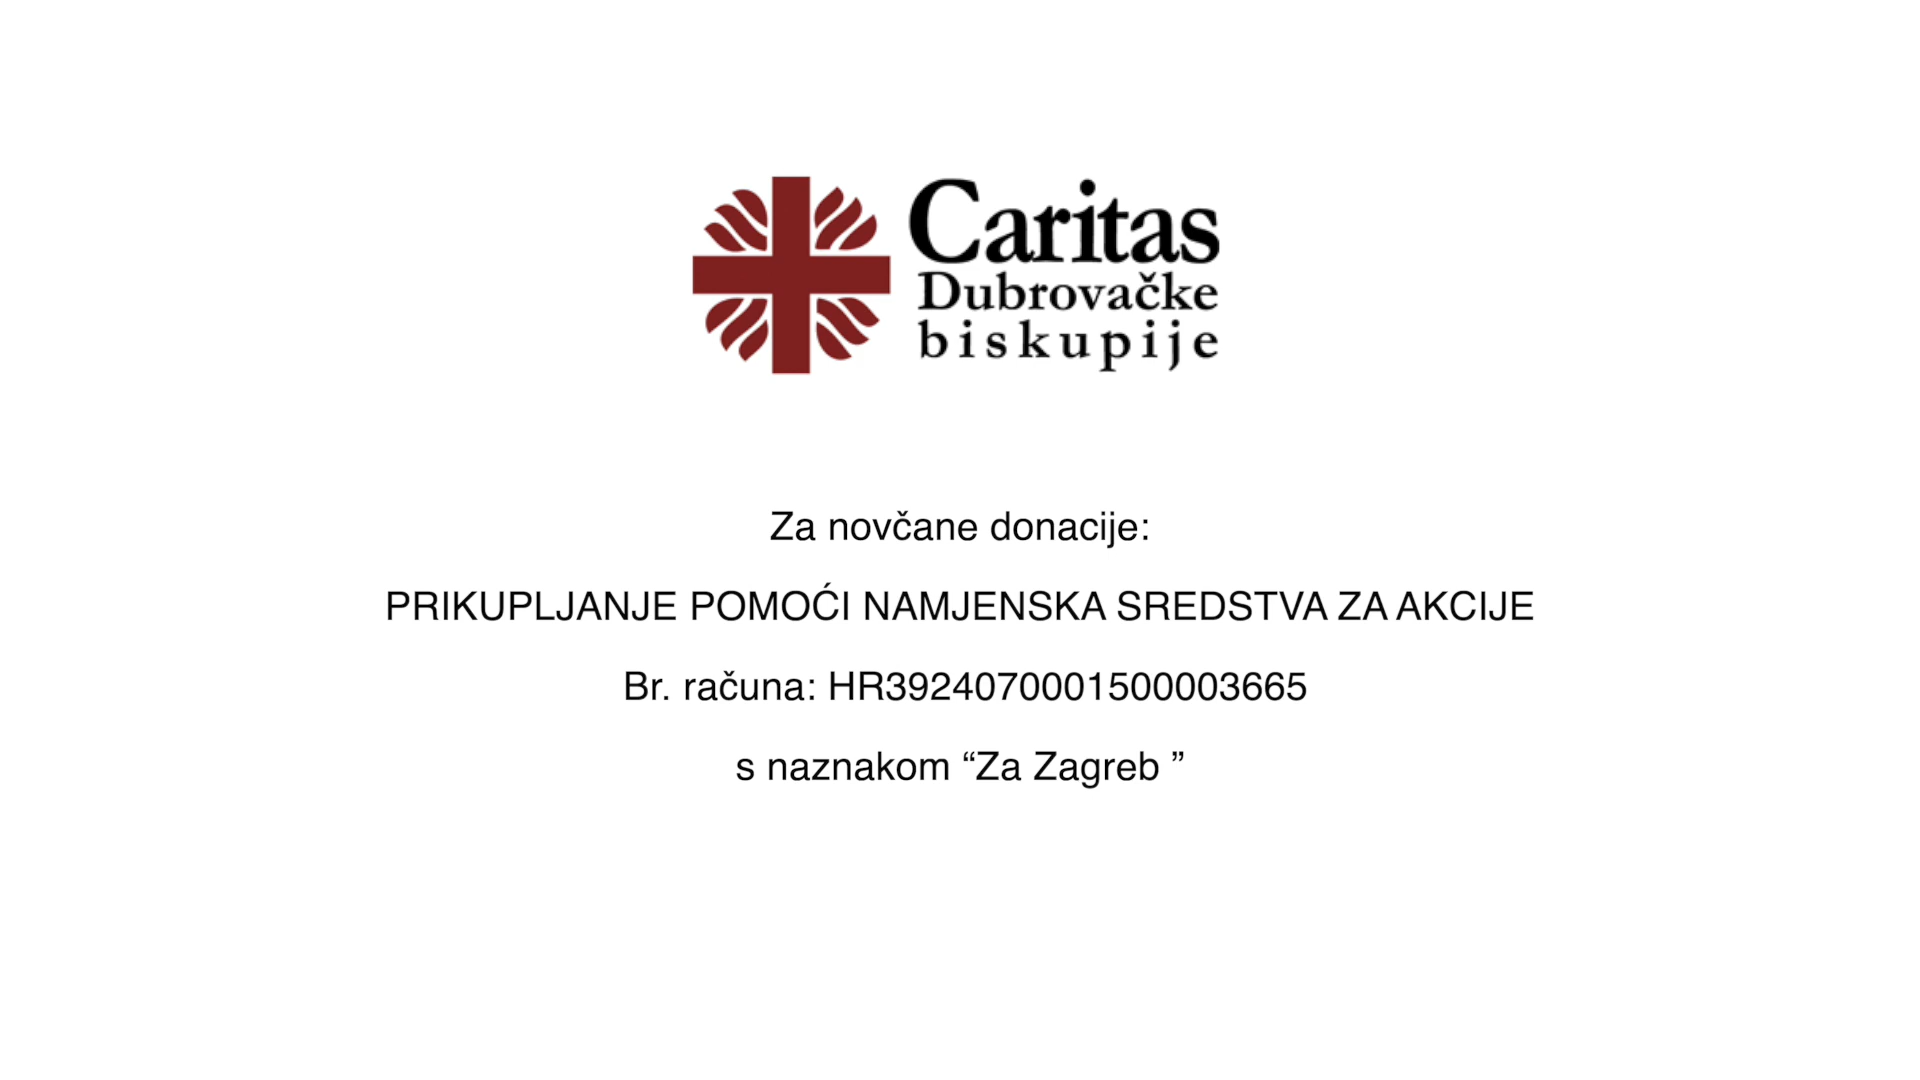 Caritas
Dubrovačke
biskupije
Za novčane donacije:
PRIKUPLJANJE POMOĆI NAMJENSKA SREDSTVA ZA AKCIJE
Br. računa: HR3924070001500003665
s naznakom “Za Zagreb ”